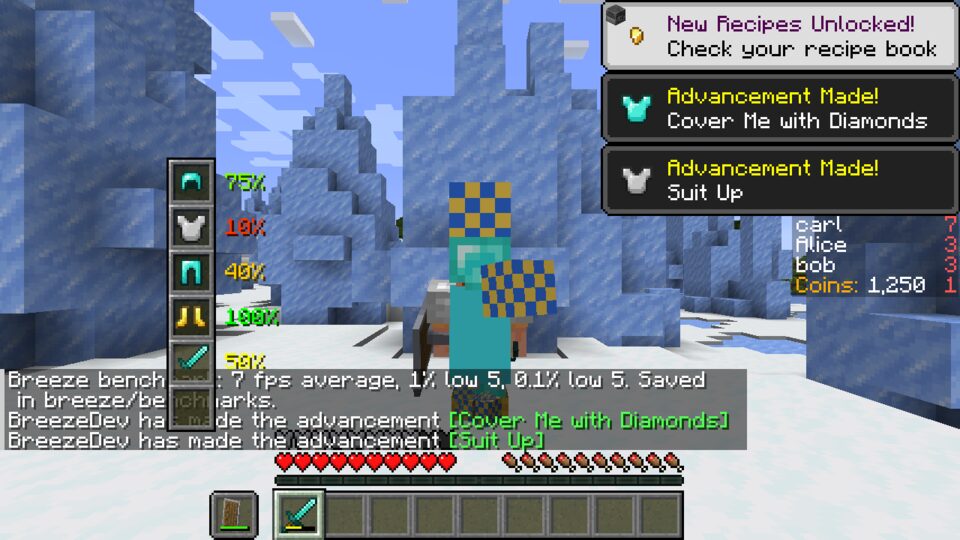 New Recipes Unlocked!
Check your recipe book
Advancement Made!
Cover Me with Diamonds
Advancement Made!
Suit Up
75%
10%
40%
100%
50%
carl 7
Alice 3
bob 3
Coins: 1,250 1
Breeze : 7 fps average, 1% low 5, 0.1% low 5. Saved
in breeze/benchmarks.
BreezeDev has made the advancement [Cover Me with Diamonds]
BreezeDev has made the advancement [Suit Up]